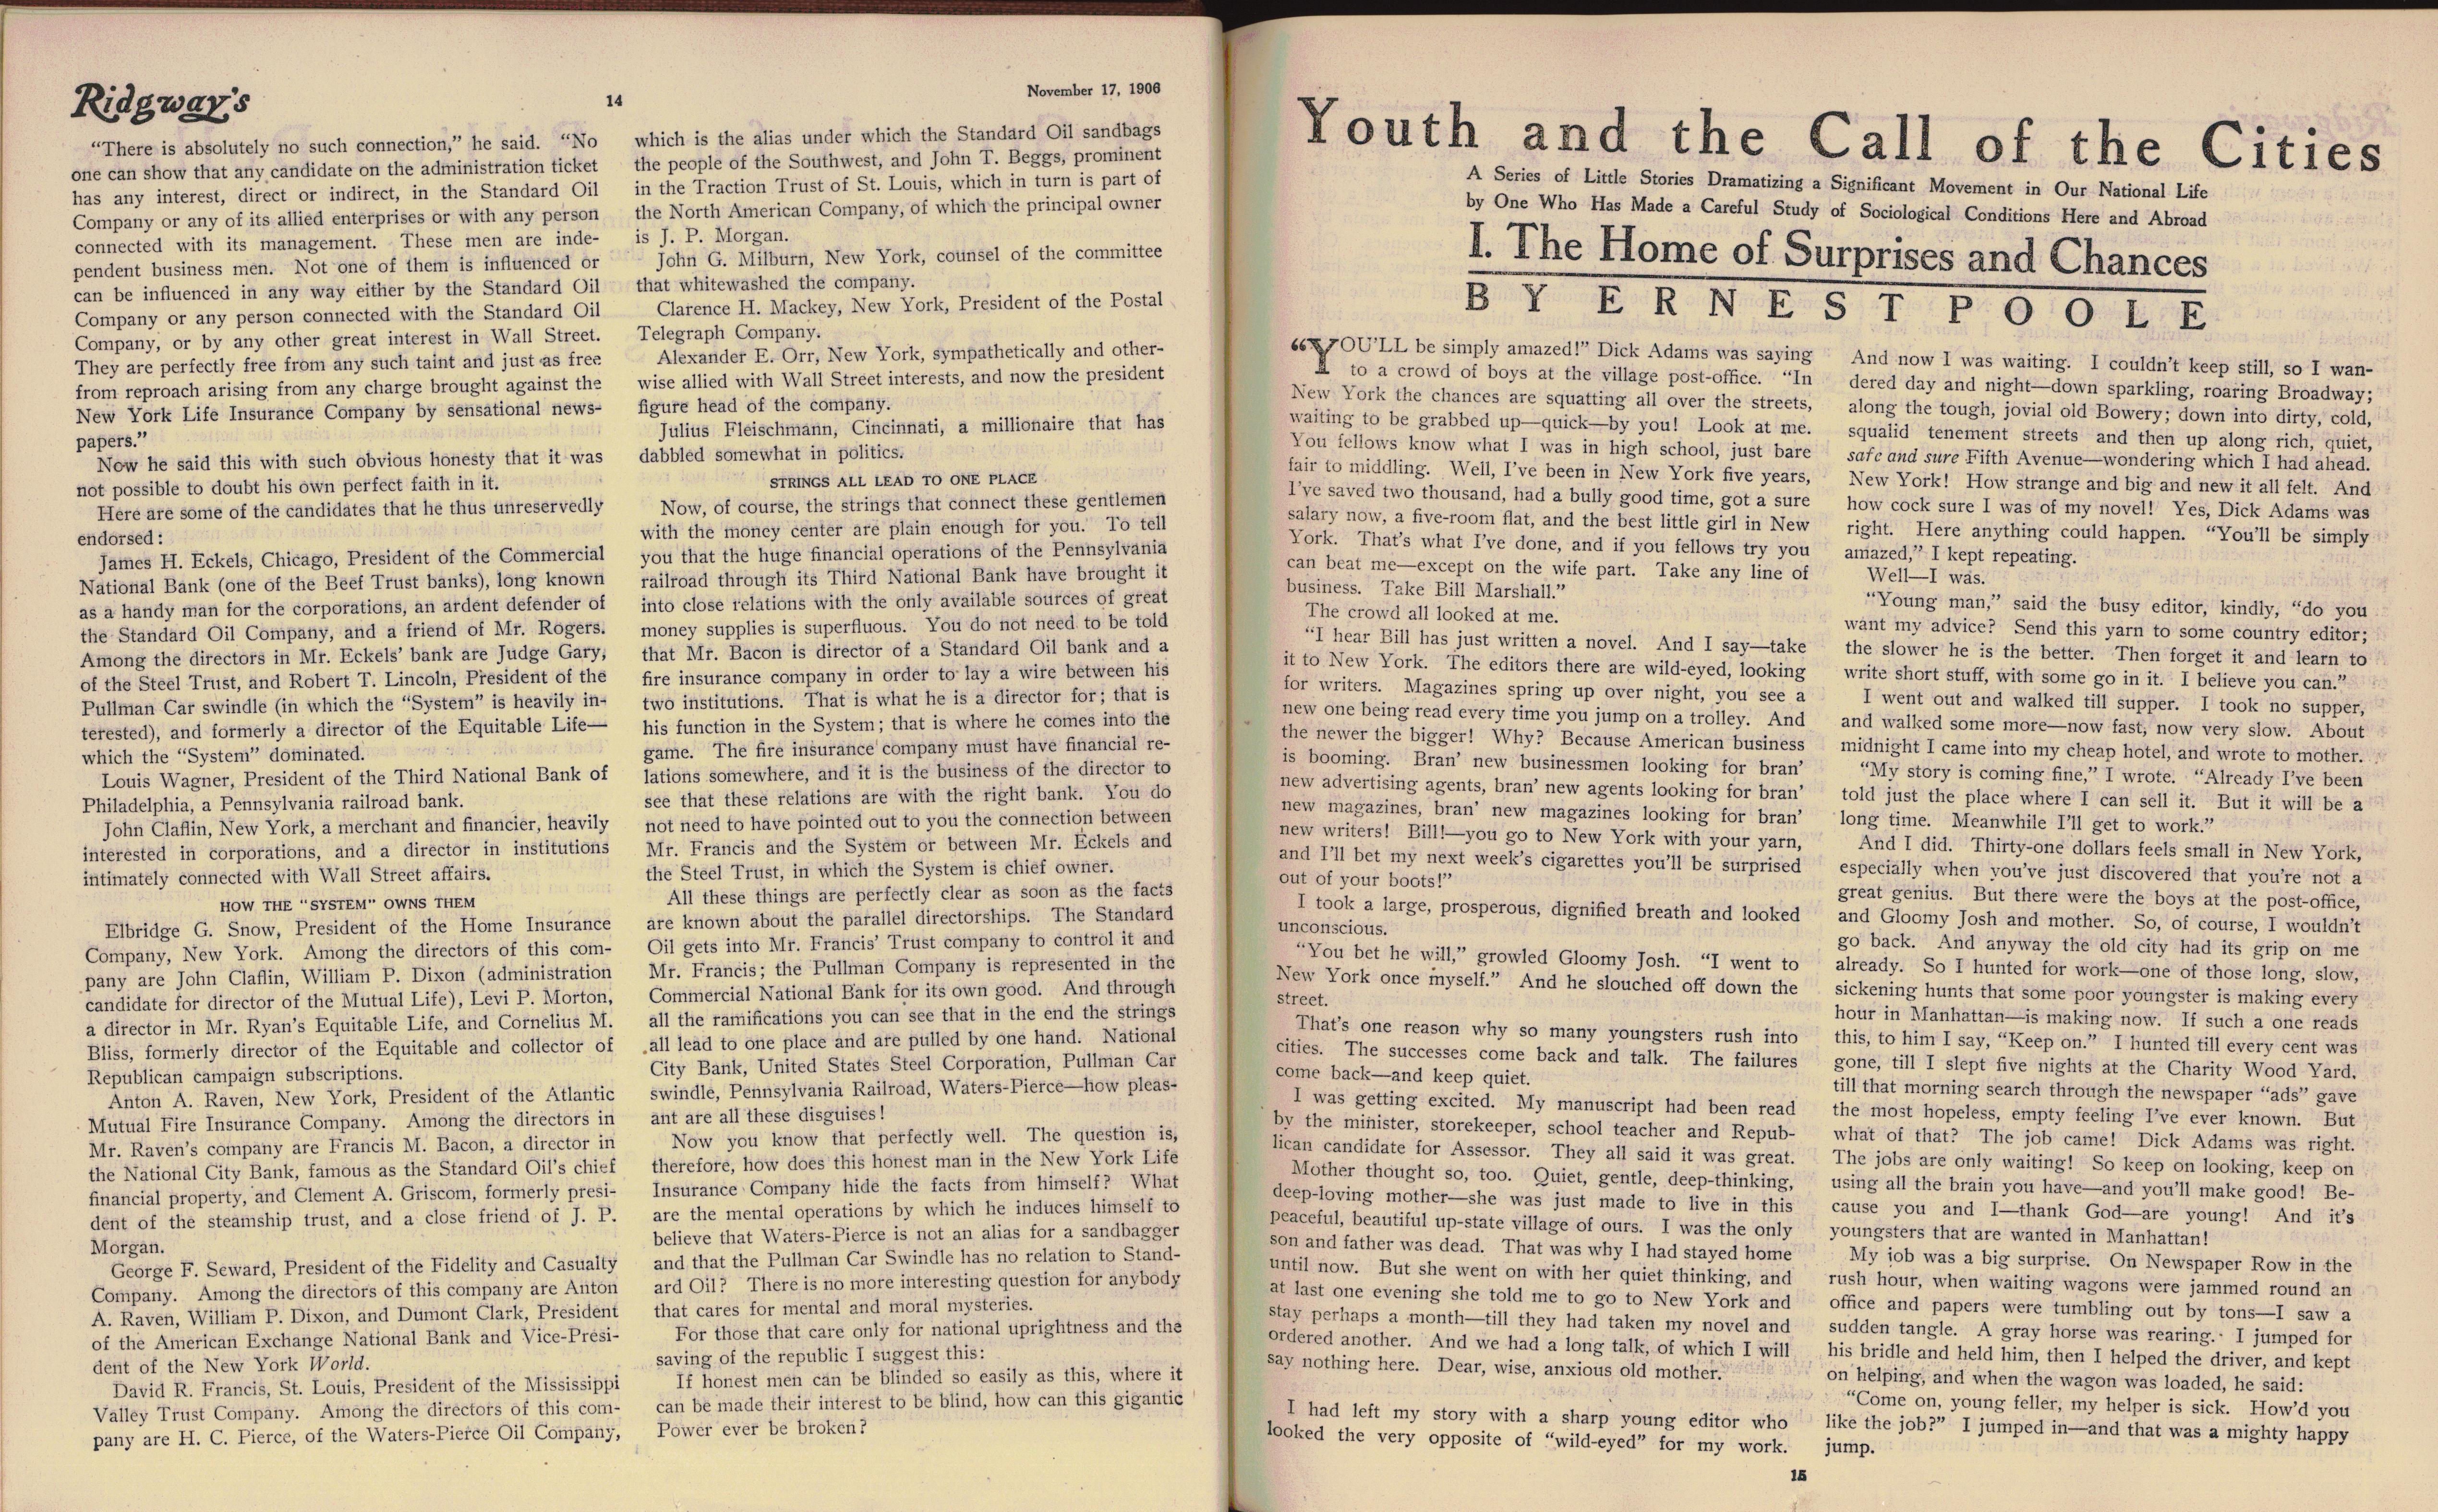 Ridgway's
14
November 17, 1906
"There is absolutely no such connection," he said. "No
one can show that any candidate on the administration ticket
has any interest, direct or indirect, in the Standard Oil
Company or any of its allied enterprises or with any person
connected with its management. These men are inde-
pendent business men. Not one of them is influenced or
can be influenced in any way either by the Standard Oil
Company or any person connected with the Standard Oil
Company, or by any other great interest in Wall Street.
They are perfectly free from any such taint and just as free
from reproach arising from any charge brought against the
New York Life Insurance Company by sensational news-
papers."
Now he said this with such obvious honesty that it was
not possible to doubt his own perfect faith in it.
Here are some of the candidates that he thus unreservedly
endorsed:
James H. Eckels, Chicago, President of the Commercial
National Bank (one of the Beef Trust banks), long known
as a handy man for the corporations, an ardent defender of
the Standard Oil Company, and a friend of Mr. Rogers.
Among the directors in Mr. Eckels' bank are Judge Gary,
of the Steel Trust, and Robert T. Lincoln, President of the
Pullman Car swindle (in which the "System" is heavily in-
terested), and formerly a director of the Equitable Life—
which the "System" dominated.
Louis Wagner, President of the Third National Bank of
Philadelphia, a Pennsylvania railroad bank.
John Claflin, New York, a merchant and financier, heavily
interested in corporations, and a director in institutions
intimately connected with Wall Street affairs.
HOW THE "SYSTEM" OWNS THEM
Elbridge G. Snow, President of the Home Insurance
Company, New York. Among the directors of this com-
pany are John Claflin, William P. Dixon (administration
candidate for director of the Mutual Life), Levi P. Morton,
a director in Mr. Ryan's Equitable Life, and Cornelius M.
Bliss, formerly director of the Equitable and collector of
Republican campaign subscriptions.
Anton A. Raven, New York, President of the Atlantic
Mutual Fire Insurance Company. Among the directors in
Mr. Raven's company are Francis M. Bacon, a director in
the National City Bank, famous as the Standard Oil's chief
financial property, and Clement A. Griscom, formerly presi-
dent of the steamship trust, and a close friend of J. P.
Morgan.
George F. Seward, President of the Fidelity and Casualty
Company. Among the directors of this company are Anton
A. Raven, William P. Dixon, and Dumont Clark, President
of the American Exchange National Bank and Vice-Presi-
dent of the New York World.
David R. Francis, St. Louis, President of the Mississippi
Valley Trust Company. Among the directors of this com-
pany are H. C. Pierce, of the Waters-Pierce Oil Company,
which is the alias under which the Standard Oil sandbags
the people of the Southwest, and John T. Beggs, prominent
in the Traction Trust of St. Louis, which in turn is part of
the North American Company, of which the principal owner
is J. P. Morgan.
John G. Milburn, New York, counsel of the committee
that whitewashed the company.
Clarence H. Mackey, New York, President of the Postal
Telegraph Company.
Alexander E. Orr, New York, sympathetically and other-
wise allied with Wall Street interests, and now the president
figure head of the company.
Julius Fleischmann, Cincinnati, a millionaire that has
dabbled somewhat in politics.
STRINGS ALL LEAD TO ONE PLACE
Now, of course, the strings that connect these gentlemen
with the money center are plain enough for you. To tell
you that the huge financial operations of the Pennsylvania
railroad through its Third National Bank have brought it
into close relations with the only available sources of great
money supplies is superfluous. You do not need to be told
that Mr. Bacon is director of a Standard Oil bank and a
fire insurance company in order to lay a wire between his
two institutions. That is what he is a director for; that is
his function in the System; that is where he comes into the
game. The fire insurance company must have financial re-
lations somewhere, and it is the business of the director to
see that these relations are with the right bank. You do
not need to have pointed out to you the connection between
Mr. Francis and the System or between Mr. Eckels and
the Steel Trust, in which the System is chief owner.
All these things are perfectly clear as soon as the facts
are known about the parallel directorships. The Standard
Oil gets into Mr. Francis' Trust company to control it and
Mr. Francis; the Pullman Company is represented in the
Commercial National Bank for its own good. And through
all the ramifications you can see that in the end the strings
all lead to one place and are pulled by one hand. National
City Bank, United States Steel Corporation, Pullman Car
swindle, Pennsylvania Railroad, Waters-Pierce—how pleas-
ant are all these disguises!
Now you know that perfectly well. The question is,
therefore, how does this honest man in the New York Life
Insurance Company hide the facts from himself? What
are the mental operations by which he induces himself to
believe that Waters-Pierce is not an alias for a sandbagger
and that the Pullman Car Swindle has no relation to Stand-
ard Oil? There is no more interesting question for anybody
that cares for mental and moral mysteries.
For those that care only for national uprightness and the
saving of the republic I suggest this:
If honest men can be blinded so easily as this, where it
can be made their interest to be blind, how can this gigantic
Power ever be broken?
Youth and the Call of the Cities
A Series of Little Stories Dramatizing a Significant Movement in Our National Life
by One Who Has Made a Careful Study of Sociological Conditions Here and Abroad
I. The Home of Surprises and Chances
BY ERNEST POOLE
"YOU'LL be simply amazed!" Dick Adams was saying
to a crowd of boys at the village post-office. "In
New York the chances are squatting all over the streets,
waiting to be grabbed up—quick—by you! Look at me.
You fellows know what I was in high school, just bare
fair to middling. Well, I've been in New York five years,
I've saved two thousand, had a bully good time, got a sure
salary now, a five-room flat, and the best little girl in New
York. That's what I've done, and if you fellows try you
can beat me—except on the wife part. Take any line of
business. Take Bill Marshall."
The crowd all looked at me.
"I hear Bill has just written a novel. And I say—take
it to New York. The editors there are wild-eyed, looking
for writers. Magazines spring up over night, you see a
new one being read every time you jump on a trolley. And
the newer the bigger! Why? Because American business
is booming. Bran' new businessmen looking for bran'
new advertising agents, bran' new agents looking for bran'
new magazines, bran' new magazines looking for bran'
new writers! Bill!—you go to New York with your yarn,
and I'll bet my next week's cigarettes you'll be surprised
out of your boots!"
I took a large, prosperous, dignified breath and looked
unconscious.
"You bet he will," growled Gloomy Josh. "I went to
New York once myself." And he slouched off down the
street.
That's one reason why so many youngsters rush into
cities. The successes come back and talk. The failures
come back—and keep quiet.
I was getting excited. My manuscript had been read
by the minister, storekeeper, school teacher and Repub-
lican candidate for Assessor. They all said it was great.
Mother thought so, too. Quiet, gentle, deep-thinking,
deep-loving mother—she was just made to live in this
peaceful, beautiful up-state village of ours. I was the only
son and father was dead. That was why I had stayed home
until now. But she went on with her quiet thinking, and
at last one evening she told me to go to New York and
stay perhaps a month—till they had taken my novel and
ordered another. And we had a long talk, of which I will
say nothing here. Dear, wise, anxious old mother.
I had left my story with a sharp young editor who
looked the very opposite of "wild-eyed" for my work.
And now I was waiting. I couldn't keep still, so I wan-
dered day and night—down sparkling, roaring Broadway;
along the tough, jovial old Bowery; down into dirty, cold,
squalid tenement streets and then up along rich, quiet,
safe and sure Fifth Avenue—wondering which I had ahead.
New York! How strange and big and new it all felt. And
how cock sure I was of my novel! Yes, Dick Adams was
right. Here anything could happen. "You'll be simply
amazed," I kept repeating.
Well—I was.
"Young man," said the busy editor, kindly, "do you
want my advice? Send this yarn to some country editor;
the slower he is the better. Then forget it and learn to
write short stuff, with some go in it. I believe you can."
I went out and walked till supper. I took no supper,
and walked some more—now fast, now very slow. About
midnight I came into my cheap hotel, and wrote to mother.
"My story is coming fine," I wrote. "Already I've been
told just the place where I can sell it. But it will be a
long time. Meanwhile I'll get to work."
And I did. Thirty-one dollars feels small in New York,
especially when you've just discovered that you're not a
great genius. But there were the boys at the post-office,
and Gloomy Josh and mother. So, of course, I wouldn't
go back. And anyway the old city had its grip on me
already. So I hunted for work—one of those long, slow,
sickening hunts that some poor youngster is making every
hour in Manhattan—is making now. If such a one reads
this, to him I say, "Keep on." I hunted till every cent was
gone, till I slept five nights at the Charity Wood Yard,
till that morning search through the newspaper "ads" gave
the most hopeless, empty feeling I've ever known. But
what of that? The job came! Dick Adams was right.
The jobs are only waiting! So keep on looking, keep on
using all the brain you have—and you'll make good! Be-
cause you and I—thank God—are young! And it's
youngsters that are wanted in Manhattan!
My job was a big surprise. On Newspaper Row in the
rush hour, when waiting wagons were jammed round an
office and papers were tumbling out by tons—I saw a
sudden tangle. A gray horse was rearing. I jumped for
his bridle and held him, then I helped the driver, and kept
on helping, and when the wagon was loaded, he said:
"Come on, young feller, my helper is sick. How'd you
like the job?" I jumped in—and that was a mighty happy
jump.
15